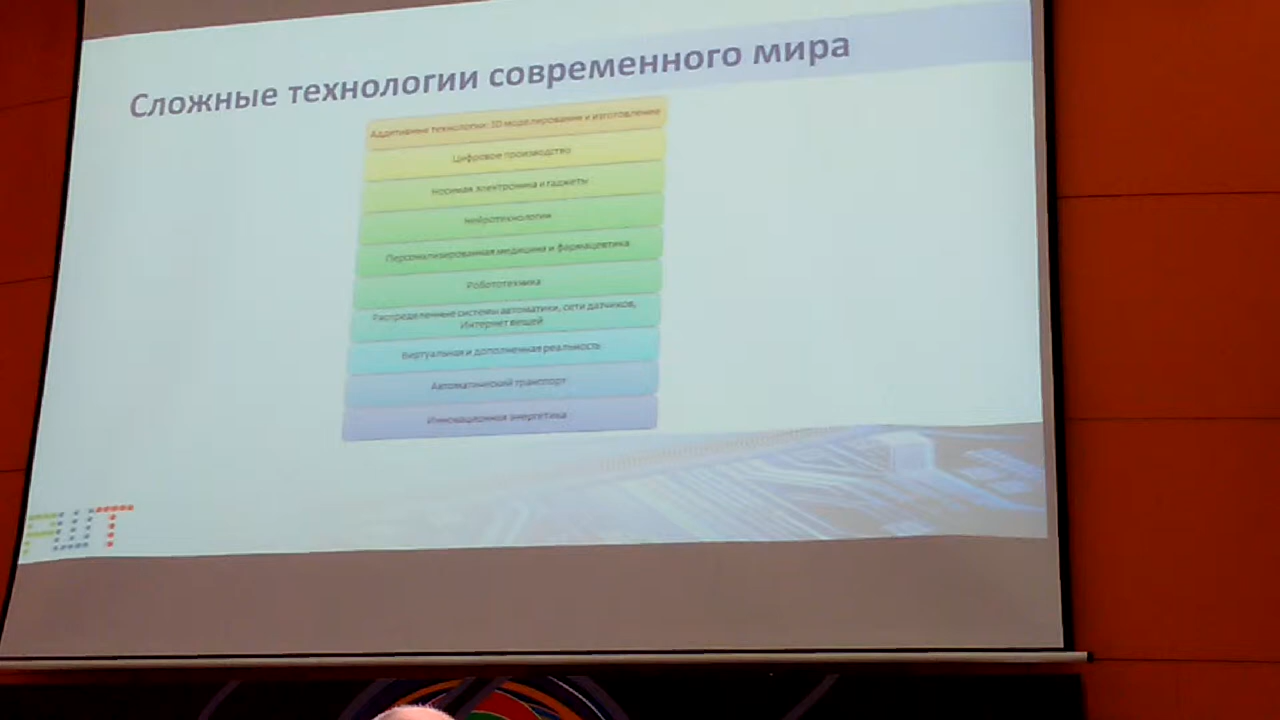 Сложные технологии современного мира
Аддитивные технологии: 3D моделирование и изготовление
Цифровое производство
Носимая электроника и гаджеты
Нейротехнологии
Персонализированная медицина и фармацевтика
Робототехника
Распределенные системы автоматики, сети датчиков,
Интернет вещей
Виртуальная и дополненная реальность
Автоматический транспорт
Инновационная энергетика